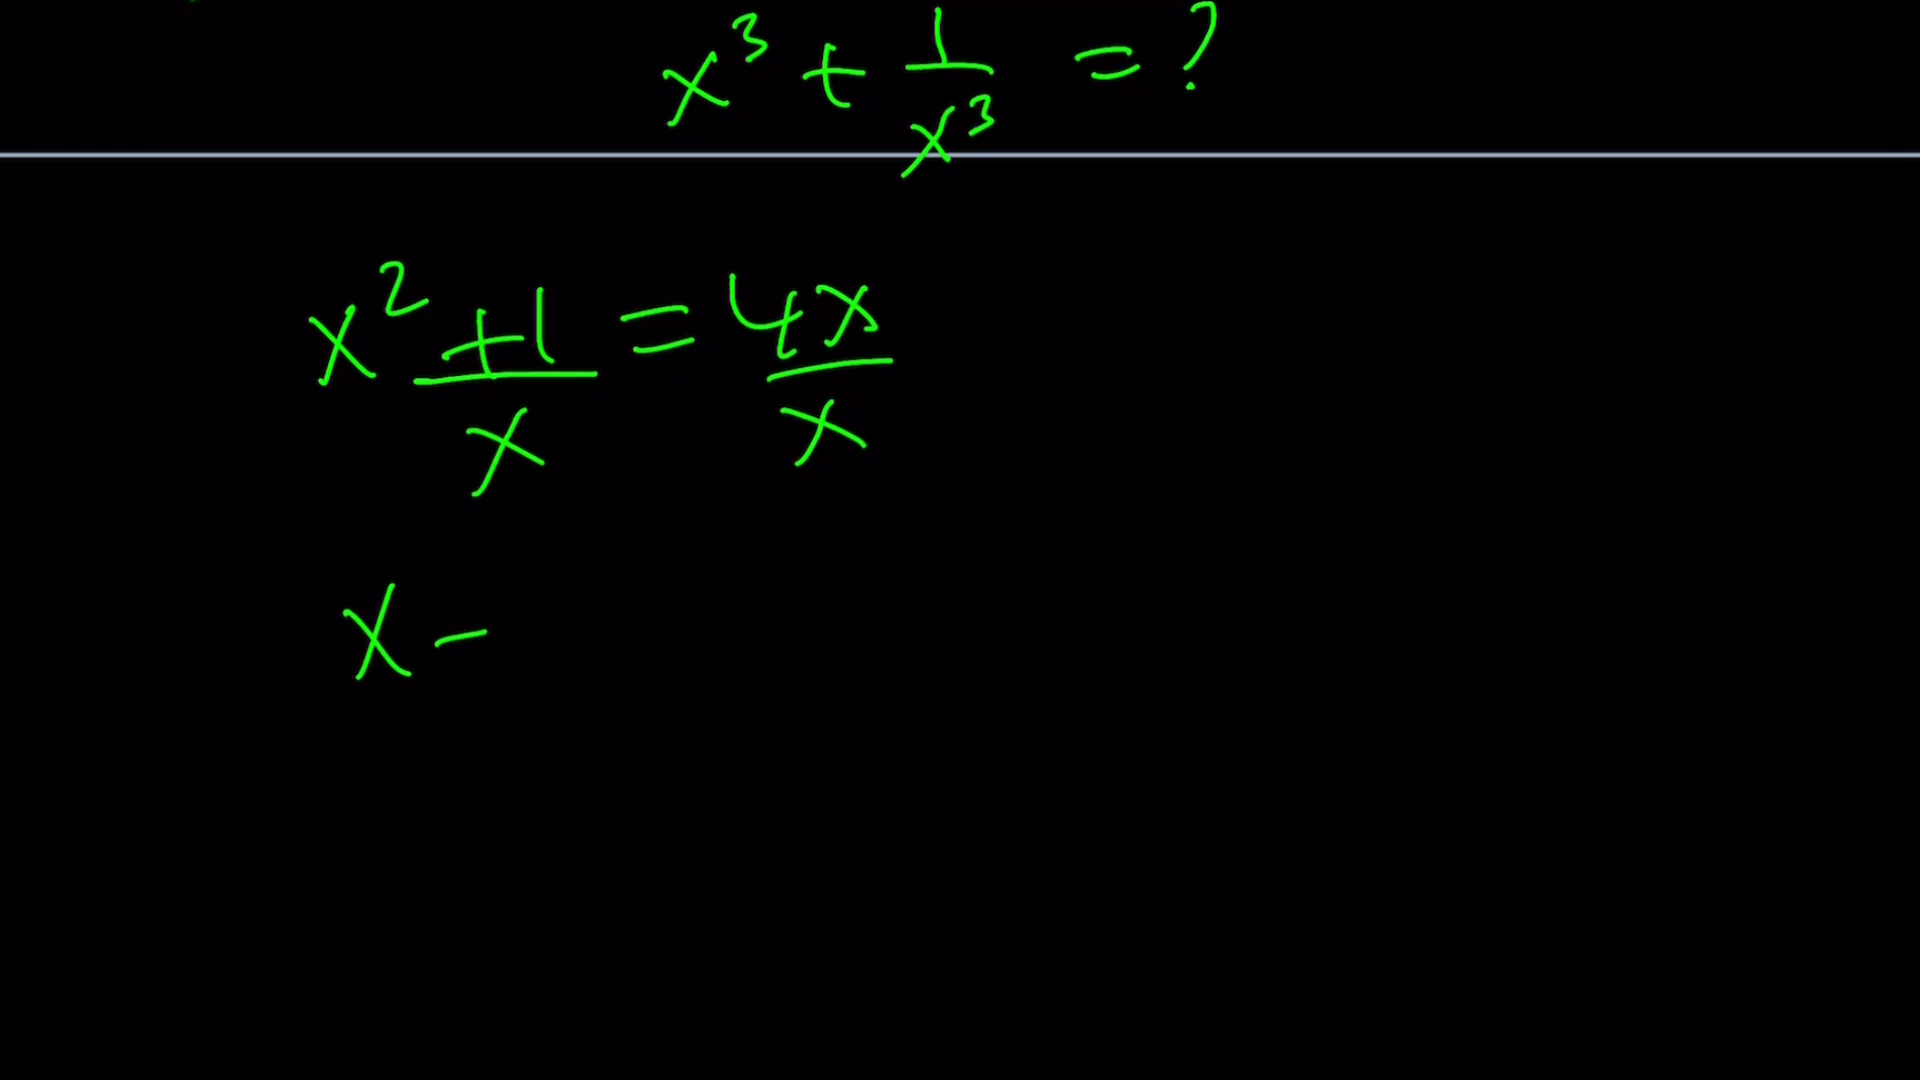 x³ + 1/x³ = ?
x² + 1 / x = 4x / x
x −